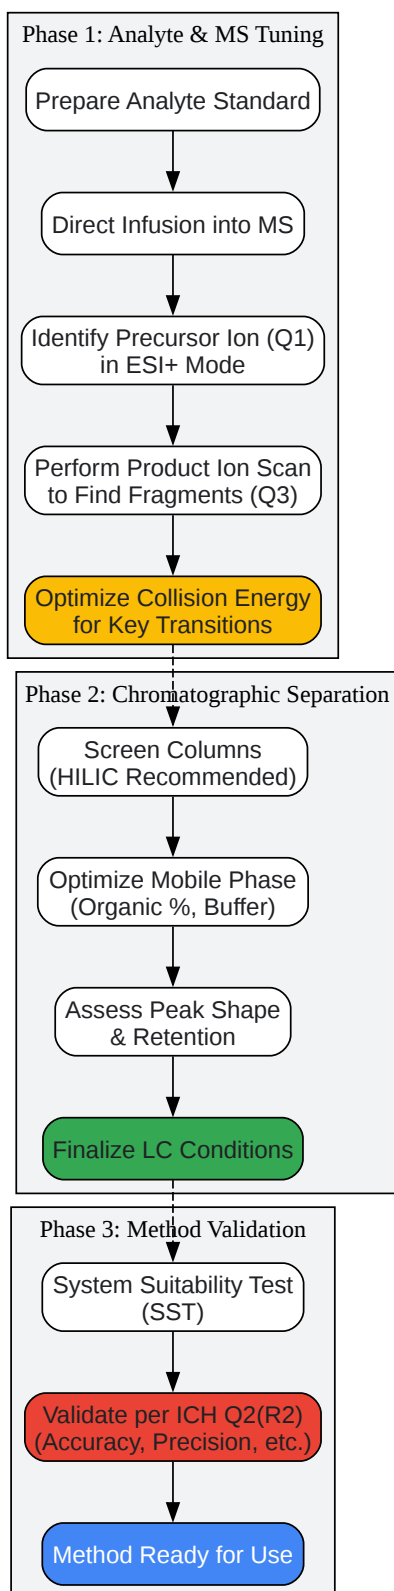 Phase 1: Analyte & MS Tuning
Prepare Analyte Standard
Direct Infusion into MS
Identify Precursor Ion (Q1)
in ESI+ Mode
Perform Product Ion Scan
to Find Fragments (Q3)
Optimize Collision Energy
for Key Transitions
Phase 2: Chromatographic Separation
Screen Columns
(HILIC Recommended)
Optimize Mobile Phase
(Organic %, Buffer)
Assess Peak Shape
& Retention
Finalize LC Conditions
Phase 3: Method Validation
System Suitability Test
(SST)
Validate per ICH Q2(R2)
(Accuracy, Precision, etc.)
Method Ready for Use